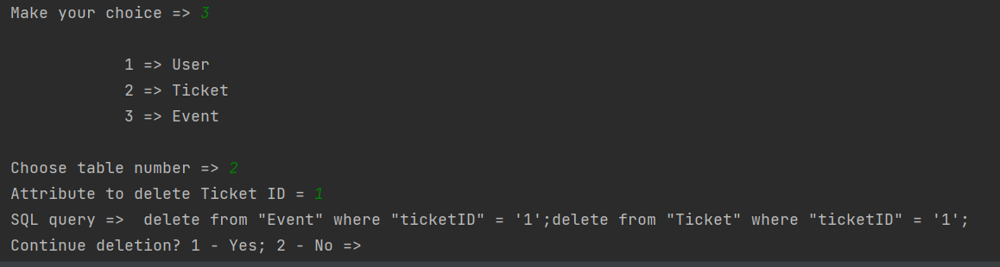 Make your choice => 3
1 => User
2 => Ticket
3 => Event
Choose table number => 2
Attribute to delete Ticket ID = 1
SQL query =>  delete from "Event" where "ticketID" = '1';delete from "Ticket" where "ticketID" = '1';
Continue deletion? 1 - Yes; 2 - No =>